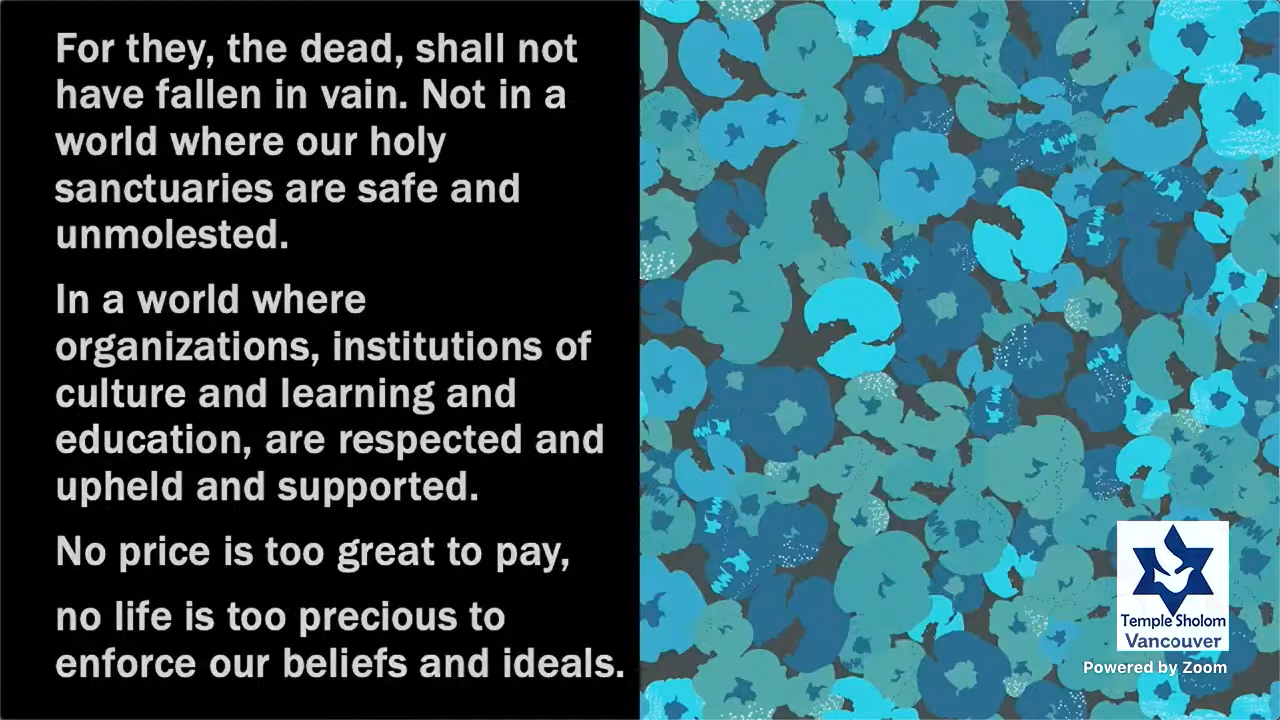 For they, the dead, shall not
have fallen in vain. Not in a
world where our holy
sanctuaries are safe and
unmolested.
In a world where
organizations, institutions of
culture and learning and
education, are respected and
upheld and supported.
No price is too great to pay,
no life is too precious to
enforce our beliefs and ideals.
Temple Sholom
Vancouver
Powered by Zoom